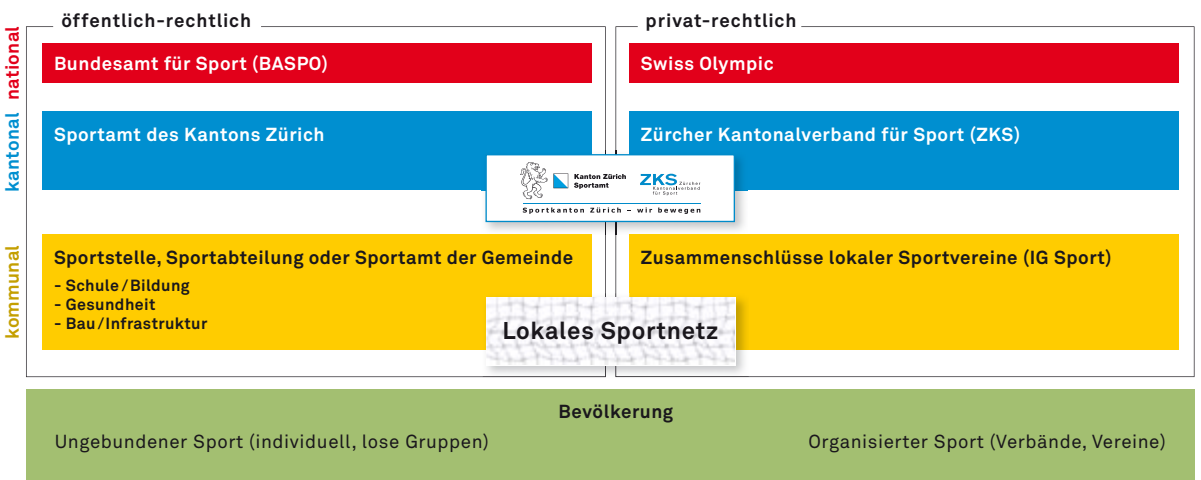 öffentlich-rechtlich
privat-rechtlich
national
Bundesamt für Sport (BASPO)
Swiss Olympic
kantonal
Sportamt des Kantons Zürich
Zürcher Kantonalverband für Sport (ZKS)
Kanton Zürich
Sportamt
ZKS Zürcher
Kantonalverband
für Sport
Sportkanton Zürich – wir bewegen
kommunal
Sportstelle, Sportabteilung oder Sportamt der Gemeinde
- Schule/Bildung
- Gesundheit
- Bau/Infrastruktur
Zusammenschlüsse lokaler Sportvereine (IG Sport)
Lokales Sportnetz
Bevölkerung
Ungebundener Sport (individuell, lose Gruppen)
Organisierter Sport (Verbände, Vereine)